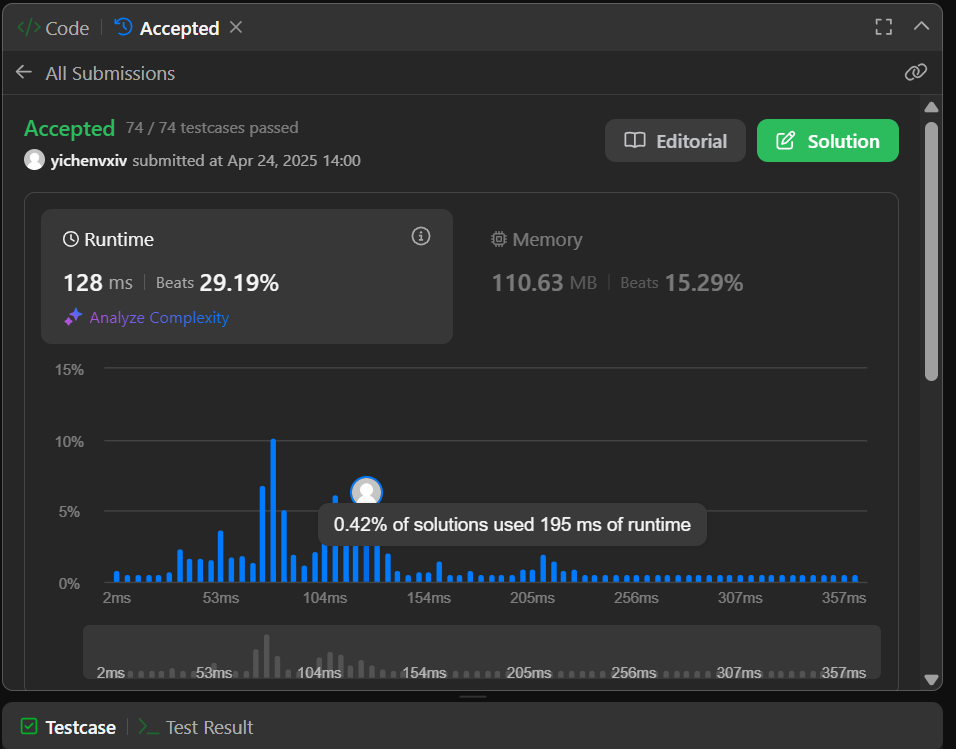 Code Accepted
All Submissions
Accepted 74 / 74 testcases passed
yichenvxiv submitted at Apr 24, 2025 14:00
Editorial
Solution
Runtime
128 ms Beats 29.19%
Analyze Complexity
Memory
110.63 MB Beats 15.29%
15%
10%
5%
0%
0.42% of solutions used 195 ms of runtime
2ms 53ms 104ms 154ms 205ms 256ms 307ms 357ms
2ms 53ms 104ms 154ms 205ms 256ms 307ms 357ms
Testcase Test Result